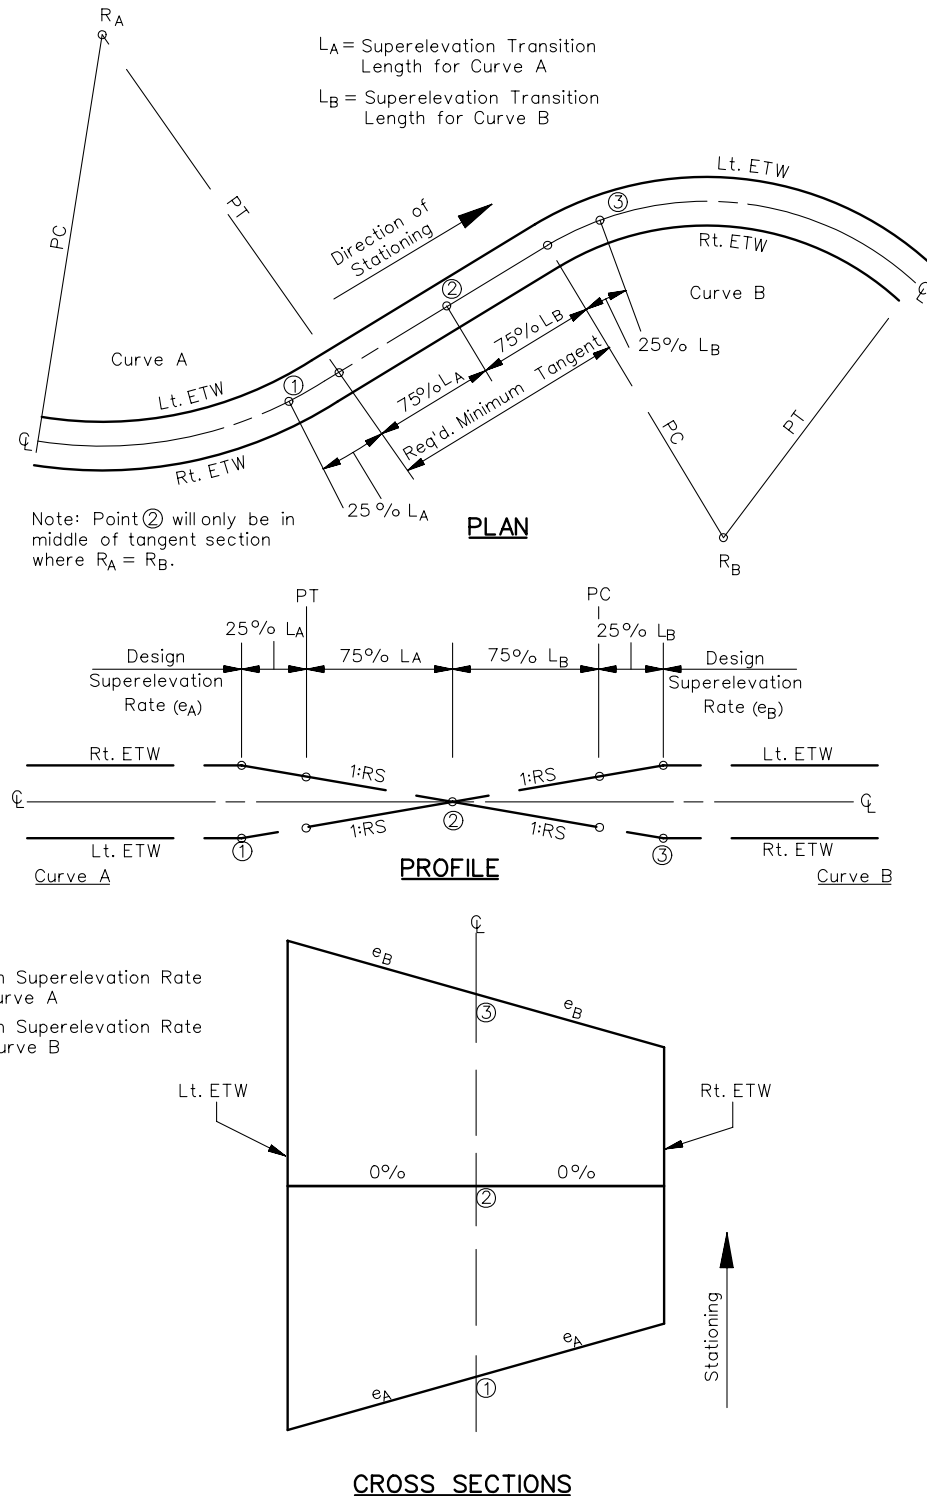 R_A
L_A = Superelevation Transition
Length for Curve A
L_B = Superelevation Transition
Length for Curve B
PC
PT
Direction of
Stationing
Lt. ETW
③
Rt. ETW
②
Curve B
℄
75% L_B
25% L_B
Curve A
Lt. ETW
①
75% L_A
Req'd. Minimum Tangent
℄
Rt. ETW
25% L_A
PC
PT
Note: Point ② will only be in
middle of tangent section
where R_A = R_B.
PLAN
R_B
PT
PC
25% L_A
25% L_B
Design
75% L_A
75% L_B
Design
Superelevation
Superelevation
Rate (e_A)
Rate (e_B)
Rt. ETW
Lt. ETW
1:RS
1:RS
℄
℄
1:RS
②
1:RS
Lt. ETW
①
③
Rt. ETW
PROFILE
Curve A
Curve B
℄
e_B
n Superelevation Rate
urve A
③
e_B
n Superelevation Rate
urve B
Lt. ETW
Rt. ETW
0%
0%
②
Stationing
e_A
①
e_A
CROSS SECTIONS